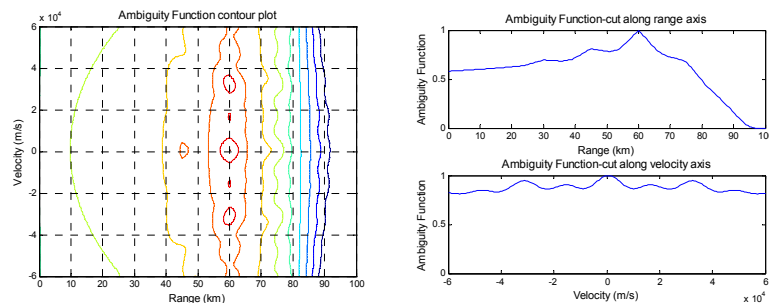 Ambiguity Function contour plot
x 10 4
6
4
2
0
-2
-4
-6
Velocity (m/s)
0 10 20 30 40 50 60 70 80 90 100
Range (km)
Ambiguity Function-cut along range axis
1
0.5
0
Ambiguity Function
0 10 20 30 40 50 60 70 80 90 100
Range (km)
Ambiguity Function-cut along velocity axis
1
0.5
0
Ambiguity Function
-6 -4 -2 0 2 4 6
Velocity (m/s)
x 10 4